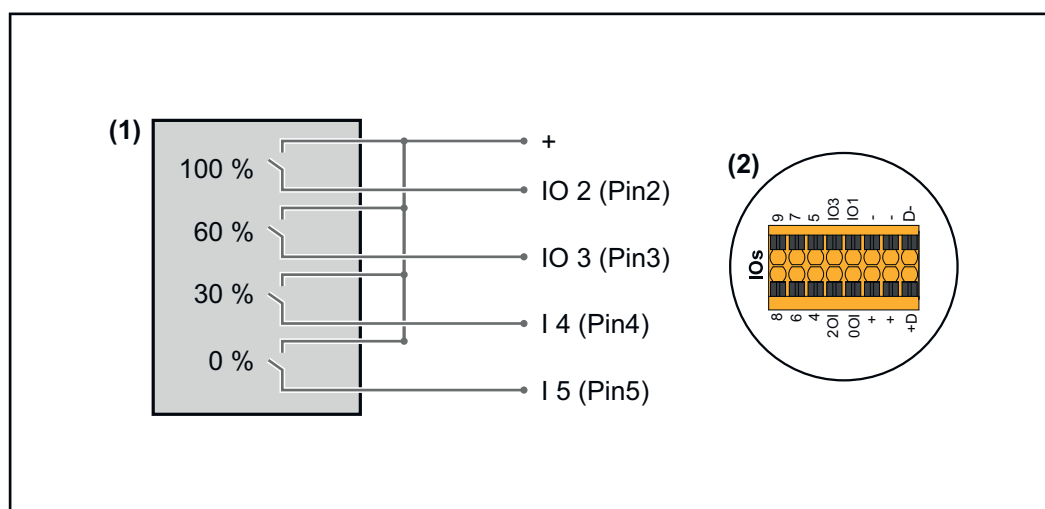 (1)
100 %
60 %
30 %
0 %
+
IO 2 (Pin2)
IO 3 (Pin3)
I 4 (Pin4)
I 5 (Pin5)
(2)
9 7 5 IO3 IO1 - - D-
IOs
8 6 4 IO2 IO0 + + D+